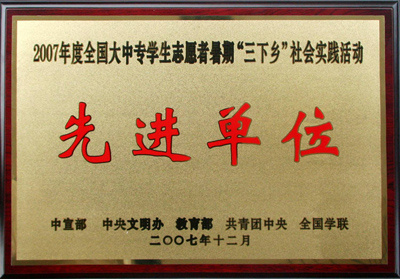 2007年度全国大中专学生志愿者暑期“三下乡”社会实践活动
先进单位
中宣部 中央文明办 教育部 共青团中央 全国学联
二〇〇七年十二月